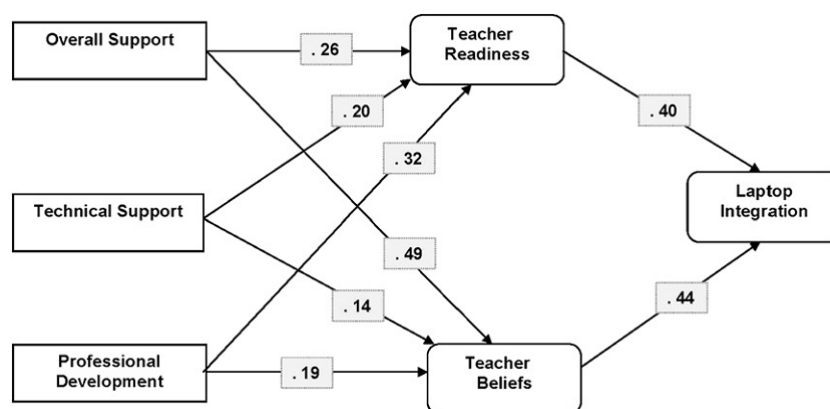 Overall Support
. 26
Teacher
Readiness
. 20
. 40
. 32
Technical Support
Laptop
Integration
. 49
. 14
. 44
Professional
Development
. 19
Teacher
Beliefs